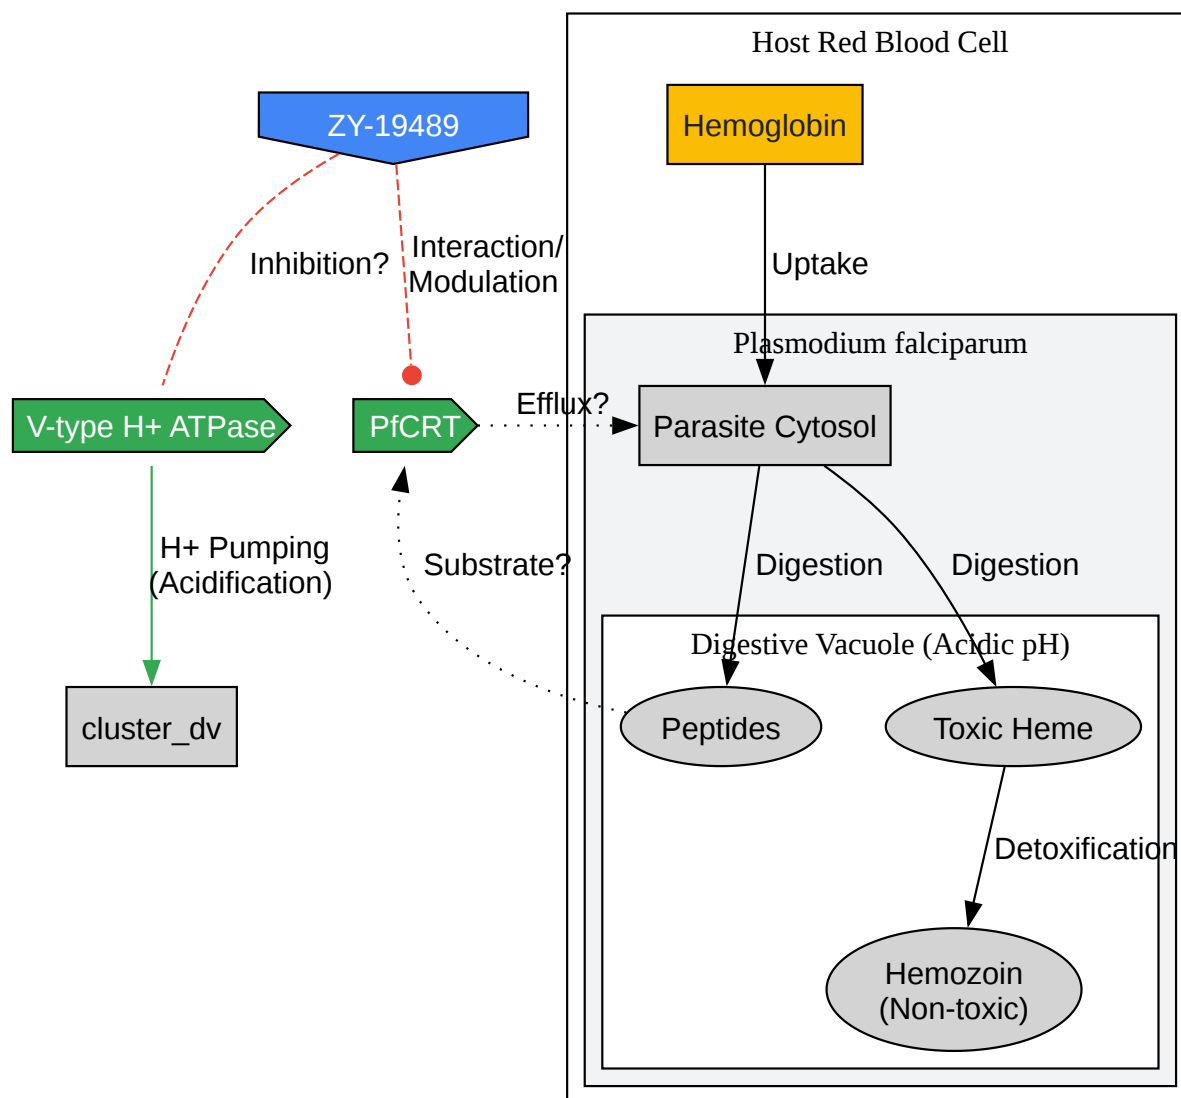 Host Red Blood Cell
ZY-19489
Hemoglobin
Inhibition?
Interaction/
Modulation
Uptake
Plasmodium falciparum
V-type H+ ATPase
PfCRT
Efflux?
Parasite Cytosol
H+ Pumping
(Acidification)
Substrate?
Digestion
Digestion
Digestive Vacuole (Acidic pH)
cluster_dv
Peptides
Toxic Heme
Detoxification
Hemozoin
(Non-toxic)